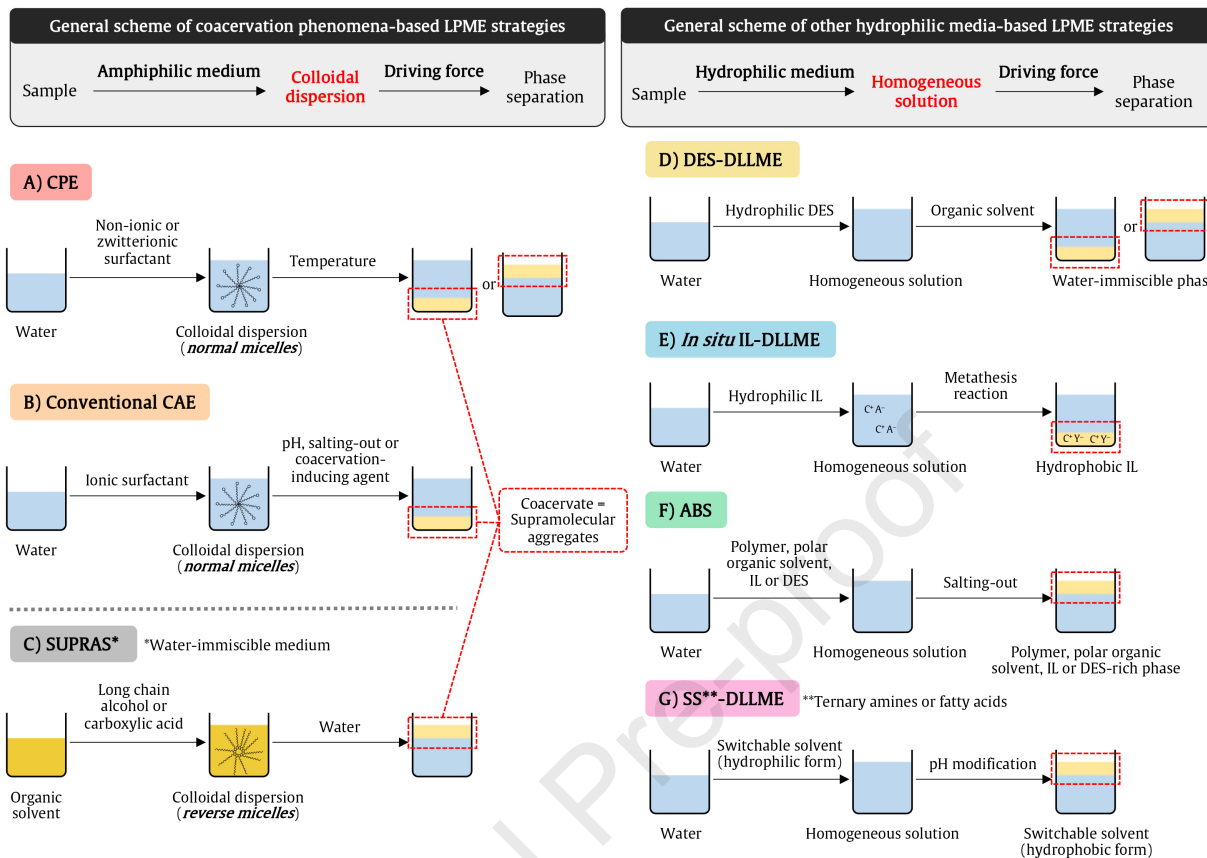 General scheme of coacervation phenomena-based LPME strategies
Sample
Amphiphilic medium
Colloidal
dispersion
Driving force
Phase
separation
A) CPE
Non-ionic or
zwitterionic
surfactant
Temperature
or
Water
Colloidal dispersion
(normal micelles)
B) Conventional CAE
Ionic surfactant
pH, salting-out or
coacervation-
inducing agent
Water
Colloidal dispersion
(normal micelles)
Coacervate =
Supramolecular
aggregates
C) SUPRAS*
*Water-immiscible medium
Long chain
alcohol or
carboxylic acid
Water
Organic
solvent
Colloidal dispersion
(reverse micelles)
General scheme of other hydrophilic media-based LPME strategies
Sample
Hydrophilic medium
Homogeneous
solution
Driving force
Phase
separation
D) DES-DLLME
Hydrophilic DES
Organic solvent
or
Water
Homogeneous solution
Water-immiscible phas
E) In situ IL-DLLME
Hydrophilic IL
Metathesis
reaction
C⁺ A⁻
C⁺ A⁻
C⁺ Y⁻ C⁺ Y⁻
Water
Homogeneous solution
Hydrophobic IL
F) ABS
Polymer, polar
organic solvent,
IL or DES
Salting-out
Water
Homogeneous solution
Polymer, polar organic
solvent, IL or DES-rich phase
G) SS**-DLLME
**Ternary amines or fatty acids
Switchable solvent
(hydrophilic form)
pH modification
Water
Homogeneous solution
Switchable solvent
(hydrophobic form)
Pre-proof